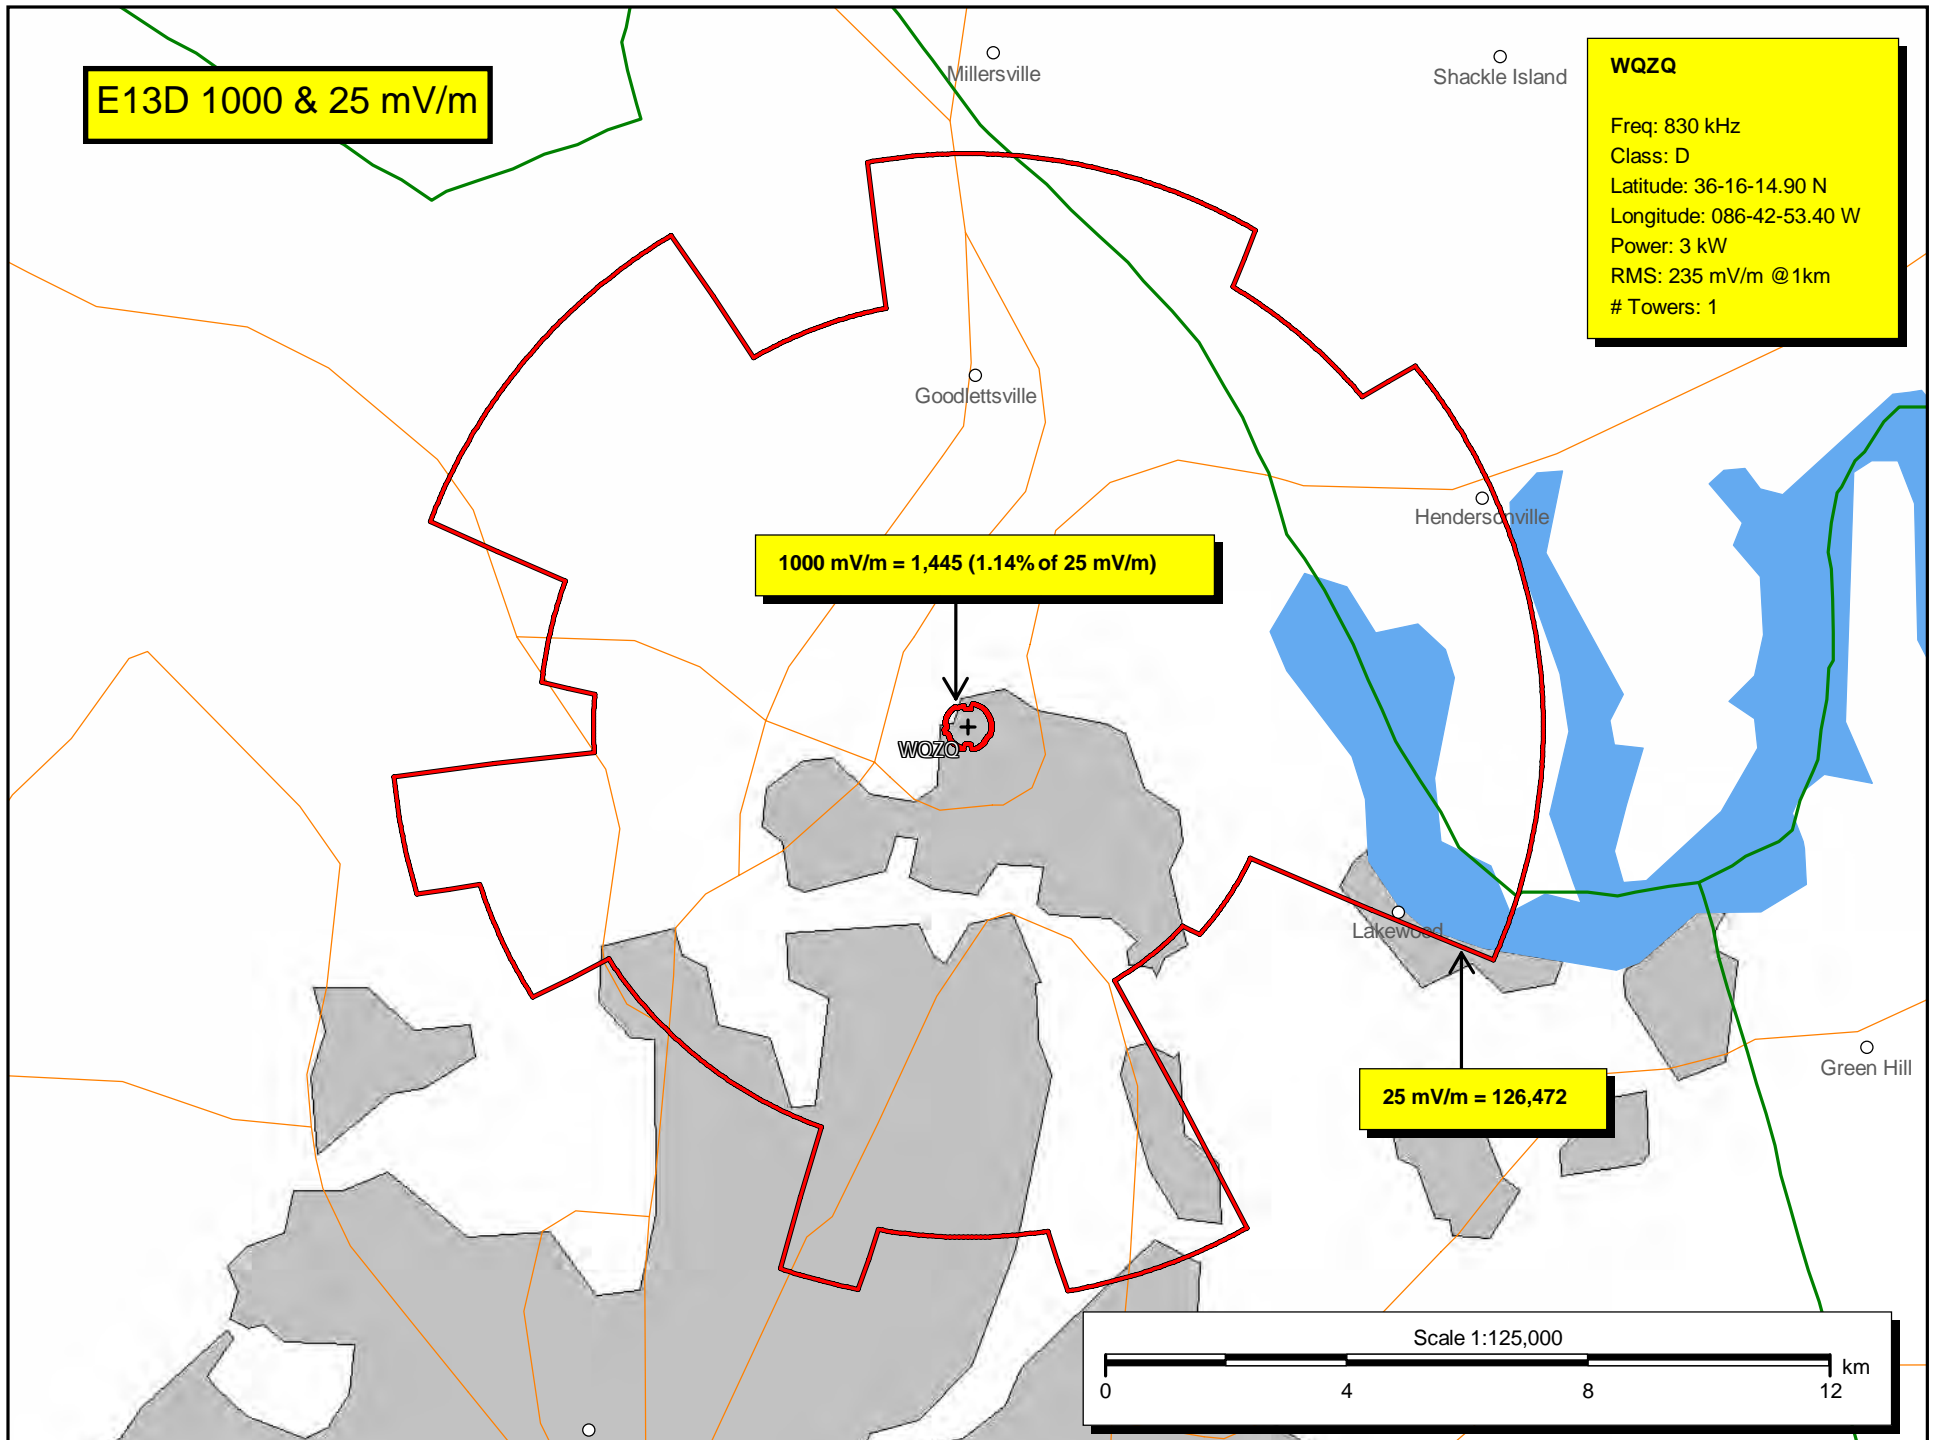 E13D 1000 & 25 mV/m
Millersville
Shackle Island
WQZQ
Freq: 830 kHz
Class: D
Latitude: 36-16-14.90 N
Longitude: 086-42-53.40 W
Power: 3 kW
RMS: 235 mV/m @1km
# Towers: 1
Goodlettsville
Hendersonville
1000 mV/m = 1,445 (1.14% of 25 mV/m)
WQZQ
Lakewood
Green Hill
25 mV/m = 126,472
Scale 1:125,000
km
0 4 8 12